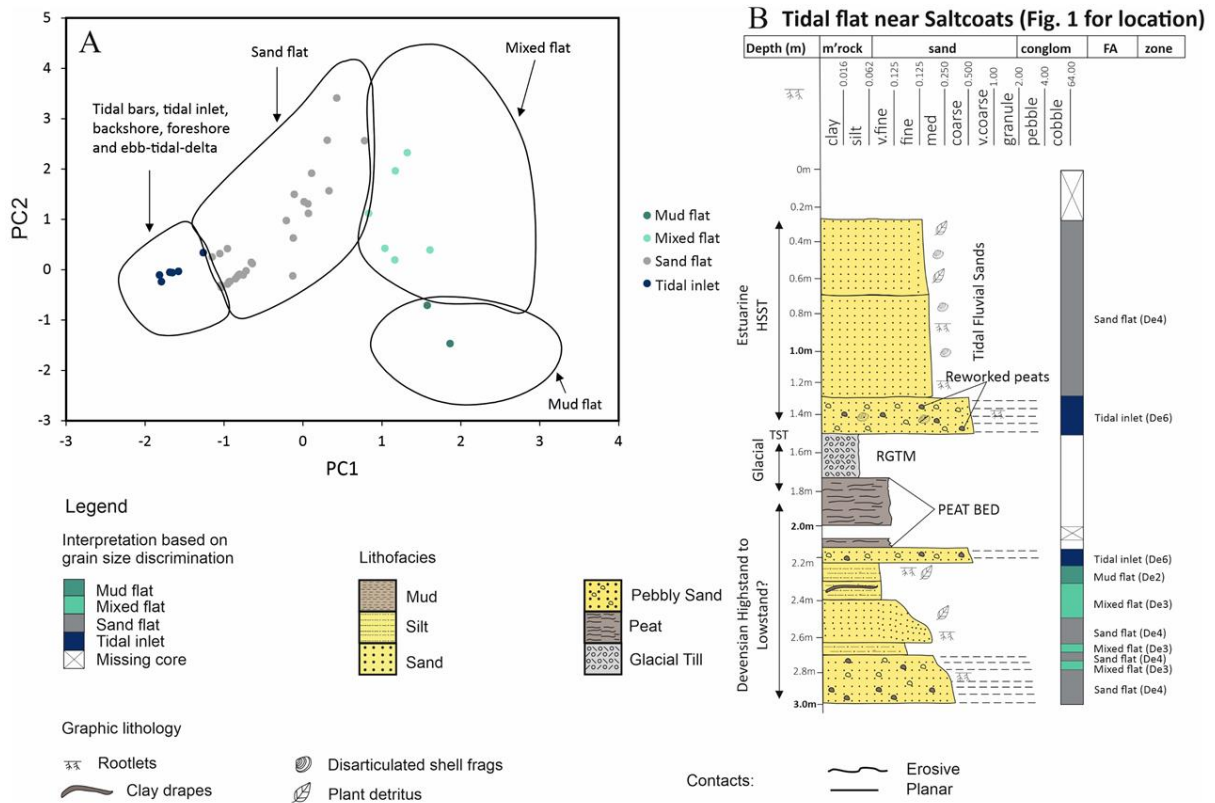 A
5
4
3
2
1
0
-1
-2
-3
PC2
-3
-2
-1
0
1
2
3
4
PC1
Sand flat
Mixed flat
Tidal bars, tidal inlet,
backshore, foreshore
and ebb-tidal-delta
Mud flat
Mud flat
Mixed flat
Sand flat
Tidal inlet
B Tidal flat near Saltcoats (Fig. 1 for location)
Depth (m) m'rock sand conglom FA zone
0.016
0.062
0.125
0.125
0.250
0.500
1.00
2.00
4.00
64.00
clay
silt
v.fine
fine
med
coarse
v.coarse
granule
pebble
cobble
0m
0.2m
0.4m
0.6m
0.8m
1.0m
1.2m
1.4m
1.6m
1.8m
2.0m
2.2m
2.4m
2.6m
2.8m
3.0m
Estuarine
HSST
TST
Glacial
Devensian Highstand to
Lowstand?
Tidal Fluvial Sands
Reworked peats
RGTM
PEAT BED
Sand flat (De4)
Tidal inlet (De6)
Tidal inlet (De6)
Mud flat (De2)
Mixed flat (De3)
Sand flat (De4)
Mixed flat (De3)
Sand flat (De4)
Mixed flat (De3)
Sand flat (De4)
Legend
Interpretation based on
grain size discrimination
Mud flat
Mixed flat
Sand flat
Tidal inlet
Missing core
Lithofacies
Mud
Silt
Sand
Pebbly Sand
Peat
Glacial Till
Graphic lithology
Rootlets
Clay drapes
Disarticulated shell frags
Plant detritus
Contacts:
Erosive
Planar